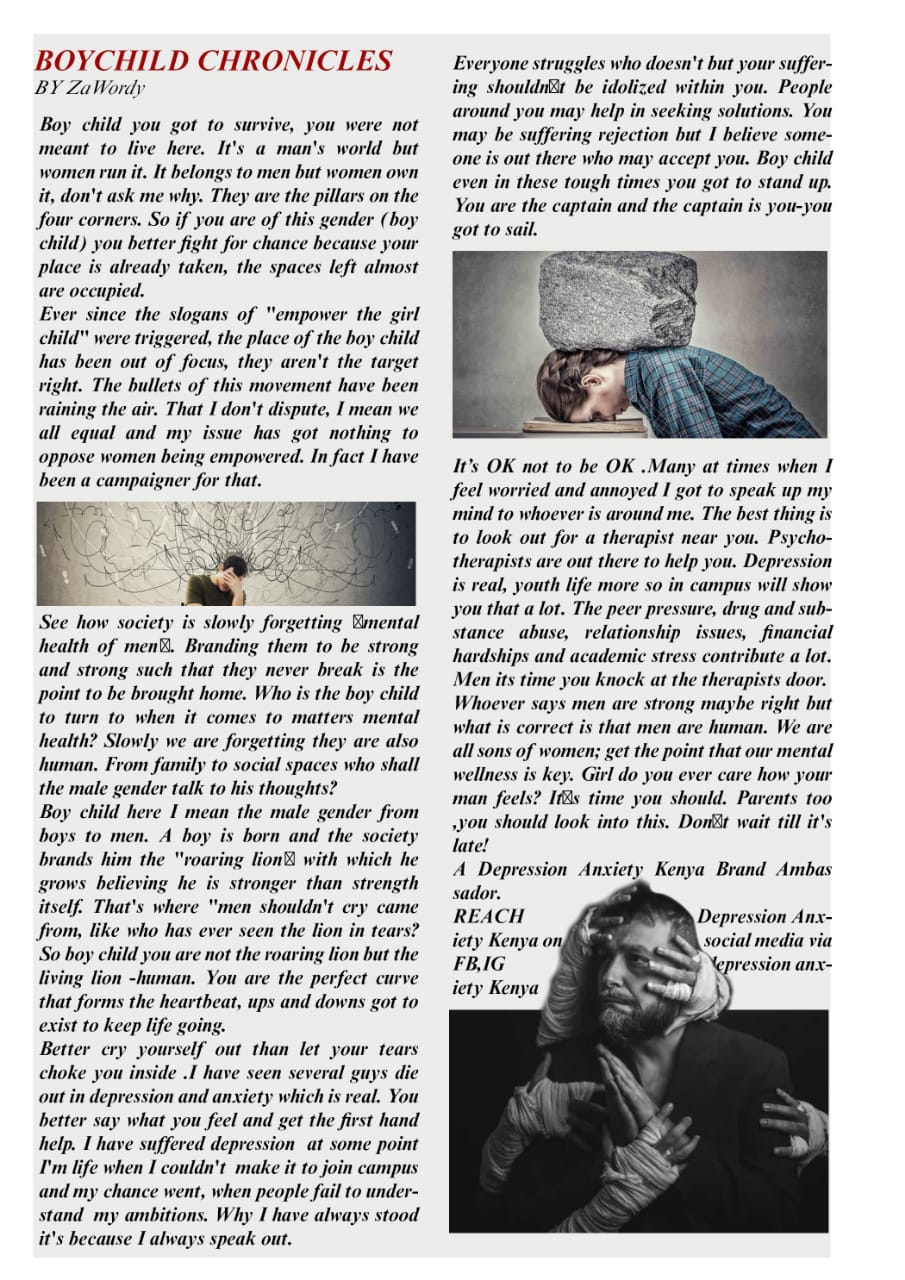 BOYCHILD CHRONICLES
BY ZaWordy
Boy child you got to survive, you were not
meant to live here. It's a man's world but
women run it. It belongs to men but women own
it, don't ask me why. They are the pillars on the
four corners. So if you are of this gender (boy
child) you better fight for chance because your
place is already taken, the spaces left almost
are occupied.
Ever since the slogans of "empower the girl
child" were triggered, the place of the boy child
has been out of focus, they aren't the target
right. The bullets of this movement have been
raining the air. That I don't dispute, I mean we
all equal and my issue has got nothing to
oppose women being empowered. In fact I have
been a campaigner for that.
See how society is slowly forgetting □mental
health of men□. Branding them to be strong
and strong such that they never break is the
point to be brought home. Who is the boy child
to turn to when it comes to matters mental
health? Slowly we are forgetting they are also
human. From family to social spaces who shall
the male gender talk to his thoughts?
Boy child here I mean the male gender from
boys to men. A boy is born and the society
brands him the "roaring lion□ with which he
grows believing he is stronger than strength
itself. That's where "men shouldn't cry came
from, like who has ever seen the lion in tears?
So boy child you are not the roaring lion but the
living lion -human. You are the perfect curve
that forms the heartbeat, ups and downs got to
exist to keep life going.
Better cry yourself out than let your tears
choke you inside .I have seen several guys die
out in depression and anxiety which is real. You
better say what you feel and get the first hand
help. I have suffered depression at some point
I'm life when I couldn't make it to join campus
and my chance went, when people fail to under-
stand my ambitions. Why I have always stood
it's because I always speak out.
Everyone struggles who doesn't but your suffer-
ing shouldn□t be idolized within you. People
around you may help in seeking solutions. You
may be suffering rejection but I believe some-
one is out there who may accept you. Boy child
even in these tough times you got to stand up.
You are the captain and the captain is you-you
got to sail.
It's OK not to be OK .Many at times when I
feel worried and annoyed I got to speak up my
mind to whoever is around me. The best thing is
to look out for a therapist near you. Psycho-
therapists are out there to help you. Depression
is real, youth life more so in campus will show
you that a lot. The peer pressure, drug and sub-
stance abuse, relationship issues, financial
hardships and academic stress contribute a lot.
Men its time you knock at the therapists door.
Whoever says men are strong maybe right but
what is correct is that men are human. We are
all sons of women; get the point that our mental
wellness is key. Girl do you ever care how your
man feels? It□s time you should. Parents too
,you should look into this. Don□t wait till it's
late!
A Depression Anxiety Kenya Brand Ambas
sador.
REACH Depression Anx-
iety Kenya on social media via
FB,IG depression anx-
iety Kenya